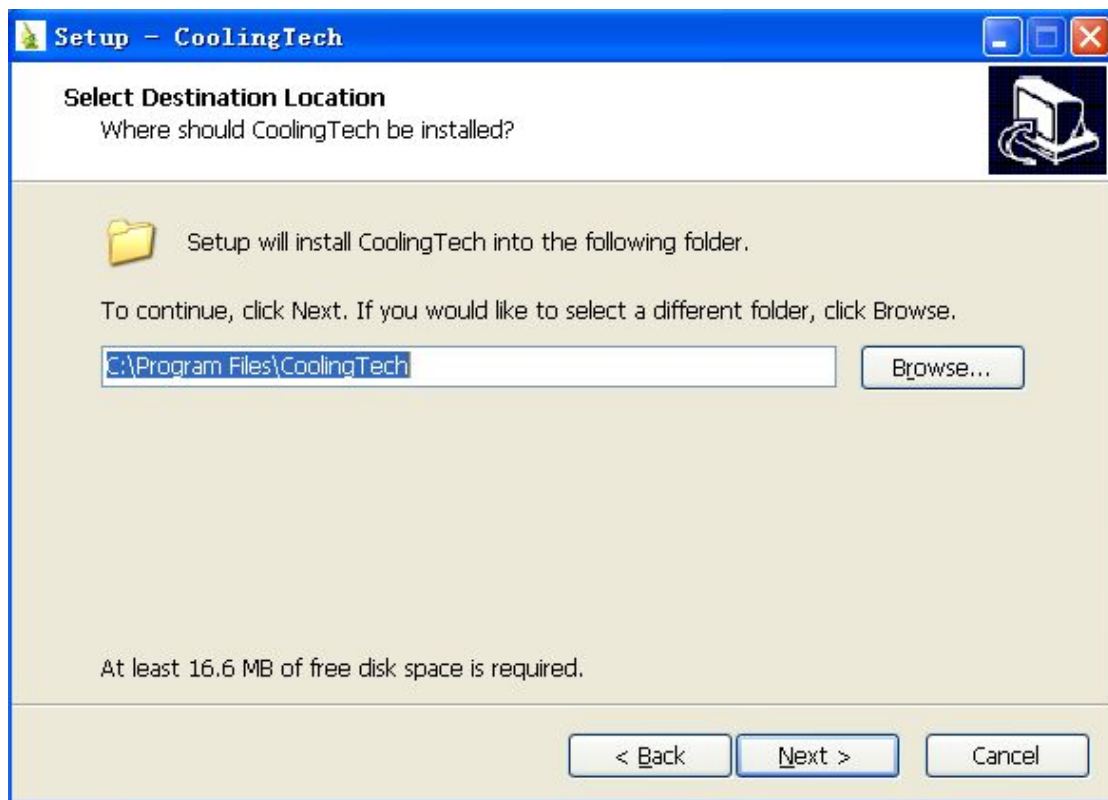 Setup - CoolingTech
Select Destination Location
Where should CoolingTech be installed?
Setup will install CoolingTech into the following folder.
To continue, click Next. If you would like to select a different folder, click Browse.
C:\Program Files\CoolingTech
Browse...
At least 16.6 MB of free disk space is required.
< Back
Next >
Cancel